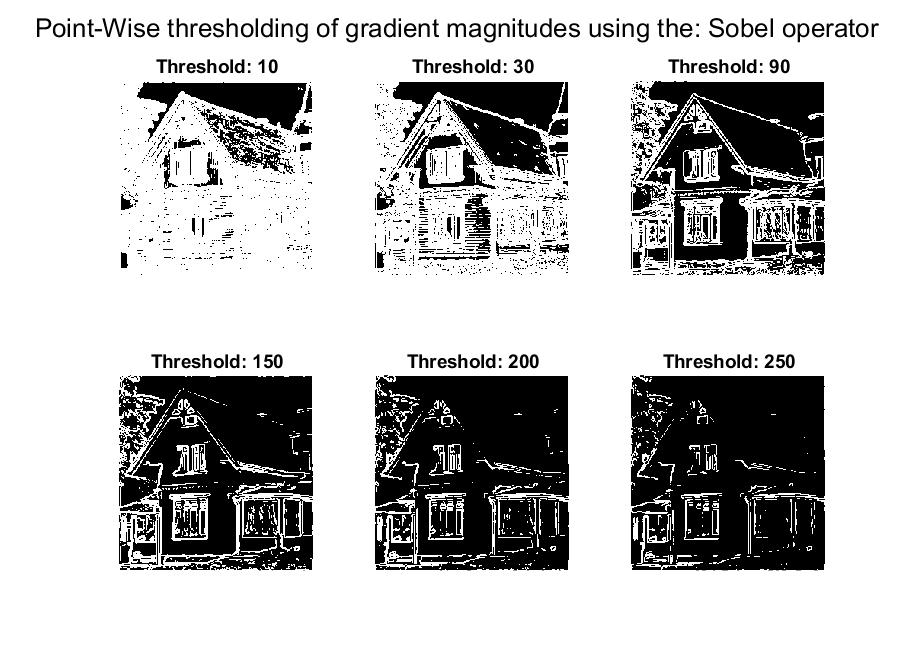 Point-Wise thresholding of gradient magnitudes using the: Sobel operator
Threshold: 10
Threshold: 30
Threshold: 90
Threshold: 150
Threshold: 200
Threshold: 250